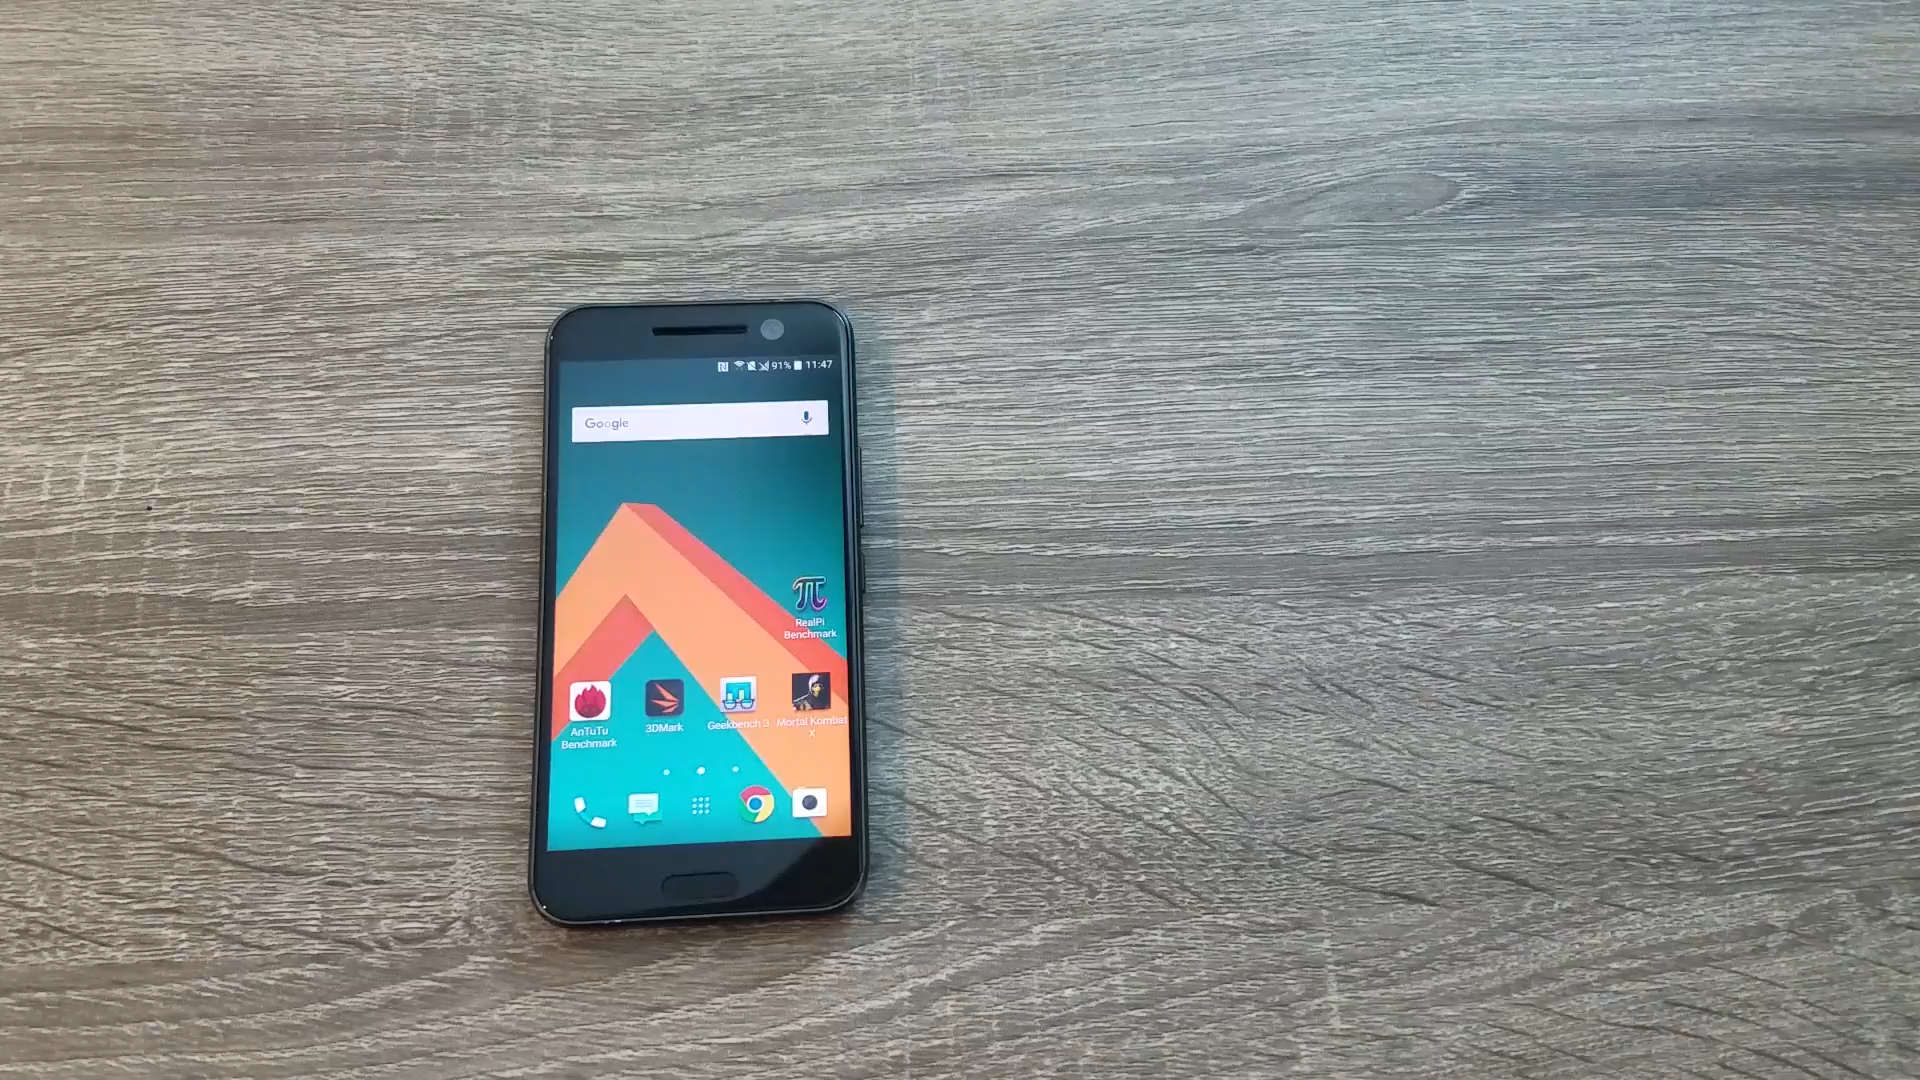 91% 11:47
Google
RealPi
Benchmark
AnTuTu
Benchmark
3DMark
Geekbench 3
Mortal Kombat
X